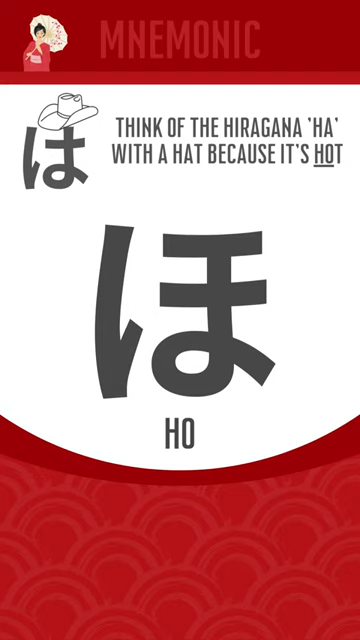 MNEMONIC
THINK OF THE HIRAGANA 'HA'
WITH A HAT BECAUSE IT'S HOT
は
ほ
HO